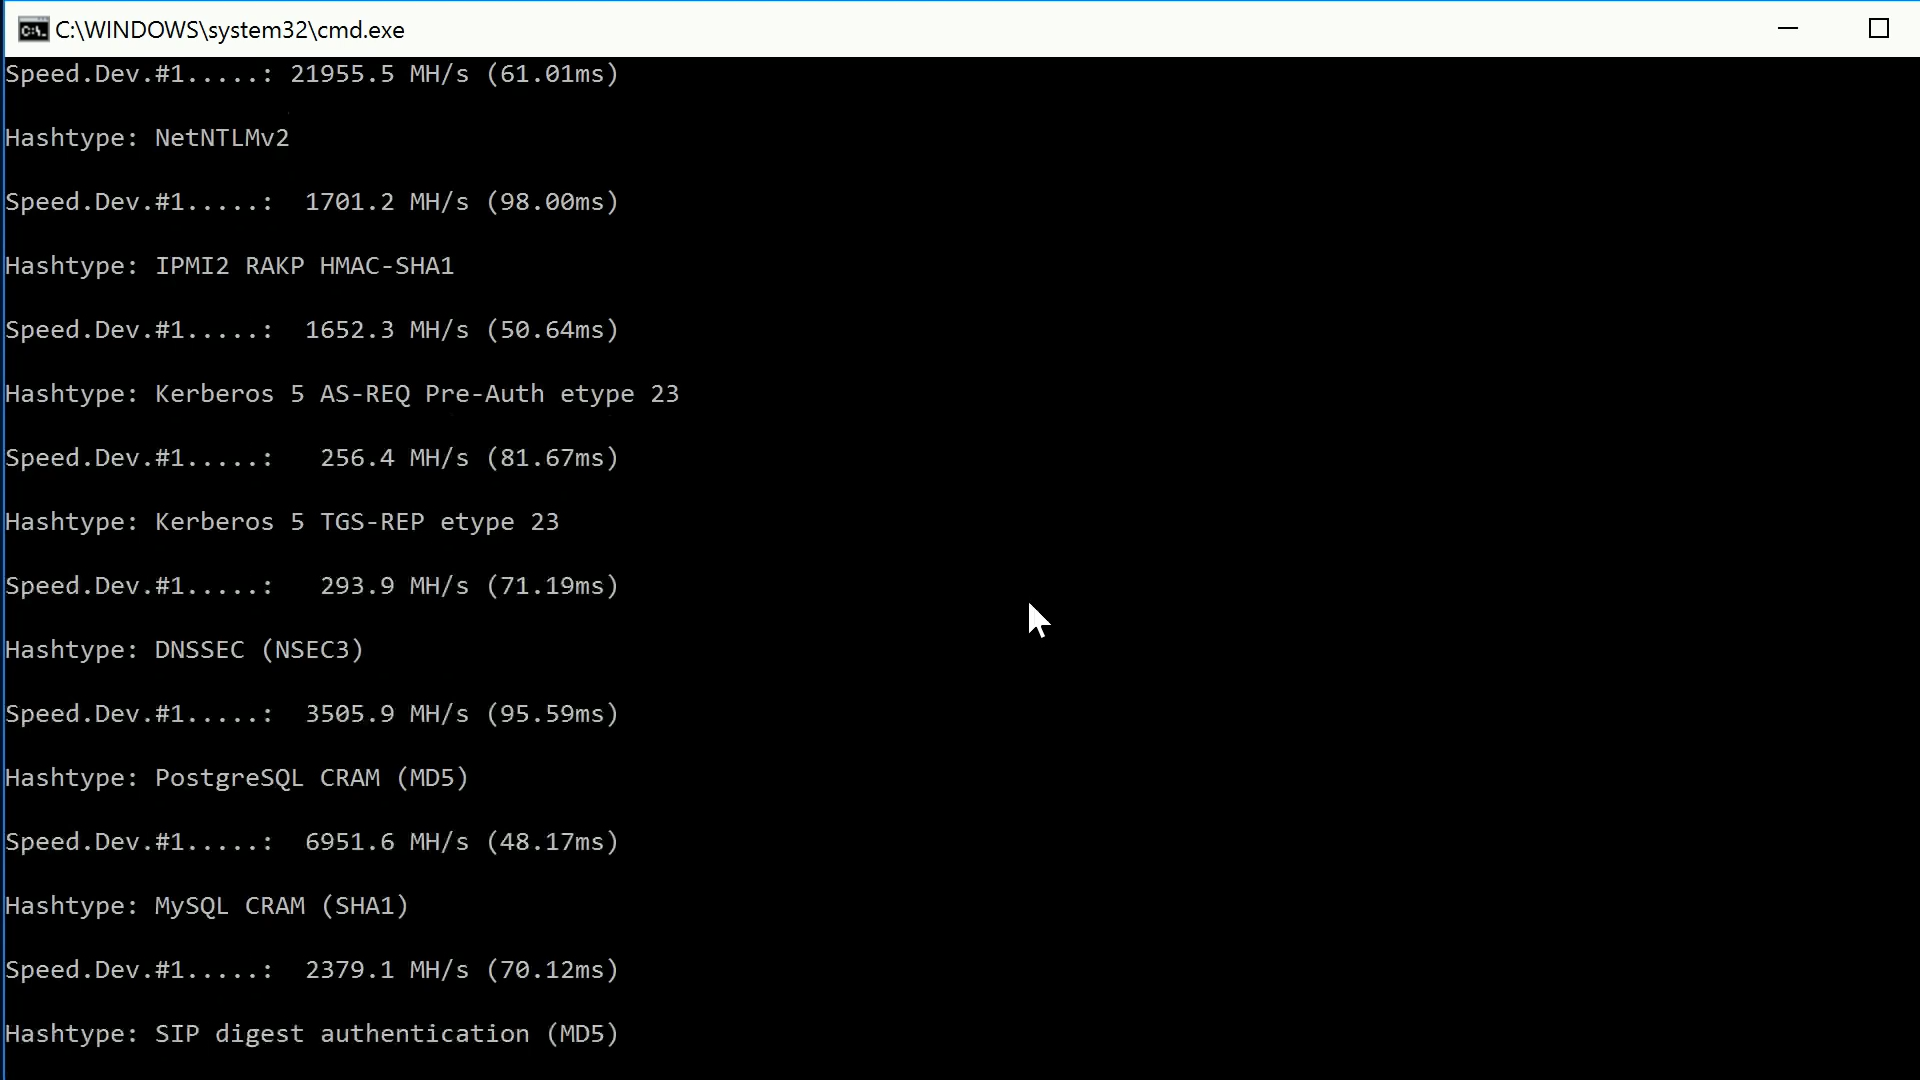 C:\WINDOWS\system32\cmd.exe
Speed.Dev.#1.....: 21955.5 MH/s (61.01ms)
Hashtype: NetNTLMv2
Speed.Dev.#1.....:  1701.2 MH/s (98.00ms)
Hashtype: IPMI2 RAKP HMAC-SHA1
Speed.Dev.#1.....:  1652.3 MH/s (50.64ms)
Hashtype: Kerberos 5 AS-REQ Pre-Auth etype 23
Speed.Dev.#1.....:   256.4 MH/s (81.67ms)
Hashtype: Kerberos 5 TGS-REP etype 23
Speed.Dev.#1.....:   293.9 MH/s (71.19ms)
Hashtype: DNSSEC (NSEC3)
Speed.Dev.#1.....:  3505.9 MH/s (95.59ms)
Hashtype: PostgreSQL CRAM (MD5)
Speed.Dev.#1.....:  6951.6 MH/s (48.17ms)
Hashtype: MySQL CRAM (SHA1)
Speed.Dev.#1.....:  2379.1 MH/s (70.12ms)
Hashtype: SIP digest authentication (MD5)